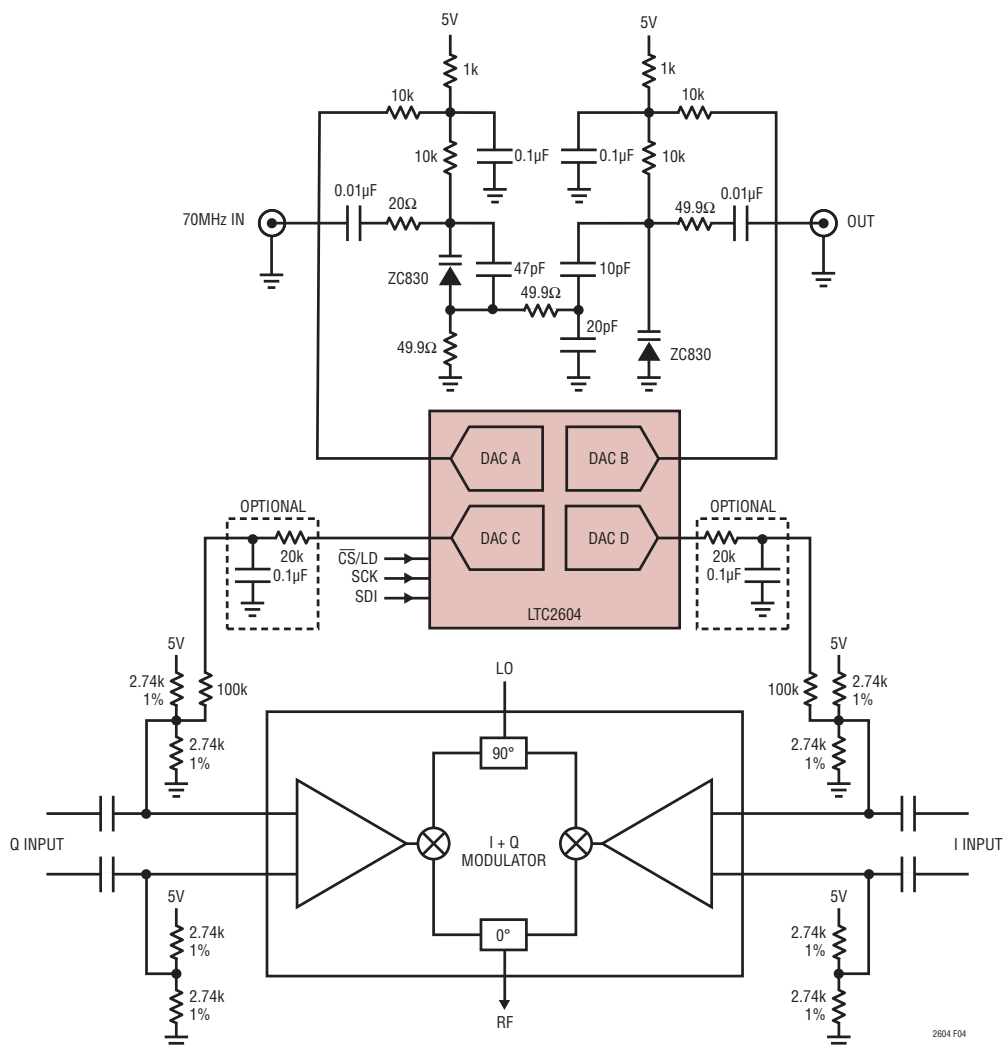 5V
5V
1k
1k
10k
10k
10k
0.1µF
0.1µF
10k
0.01µF
20Ω
49.9Ω
0.01µF
70MHz IN
OUT
ZC830
47pF
10pF
49.9Ω
20pF
49.9Ω
ZC830
DAC A
DAC B
OPTIONAL
OPTIONAL
DAC C
DAC D
20k
0.1µF
20k
0.1µF
CS/LD
SCK
SDI
LTC2604
5V
5V
LO
2.74k
1%
100k
100k
2.74k
1%
2.74k
1%
2.74k
1%
90°
Q INPUT
I + Q
MODULATOR
I INPUT
5V
5V
2.74k
1%
0°
2.74k
1%
2.74k
1%
2.74k
1%
RF
2604 F04